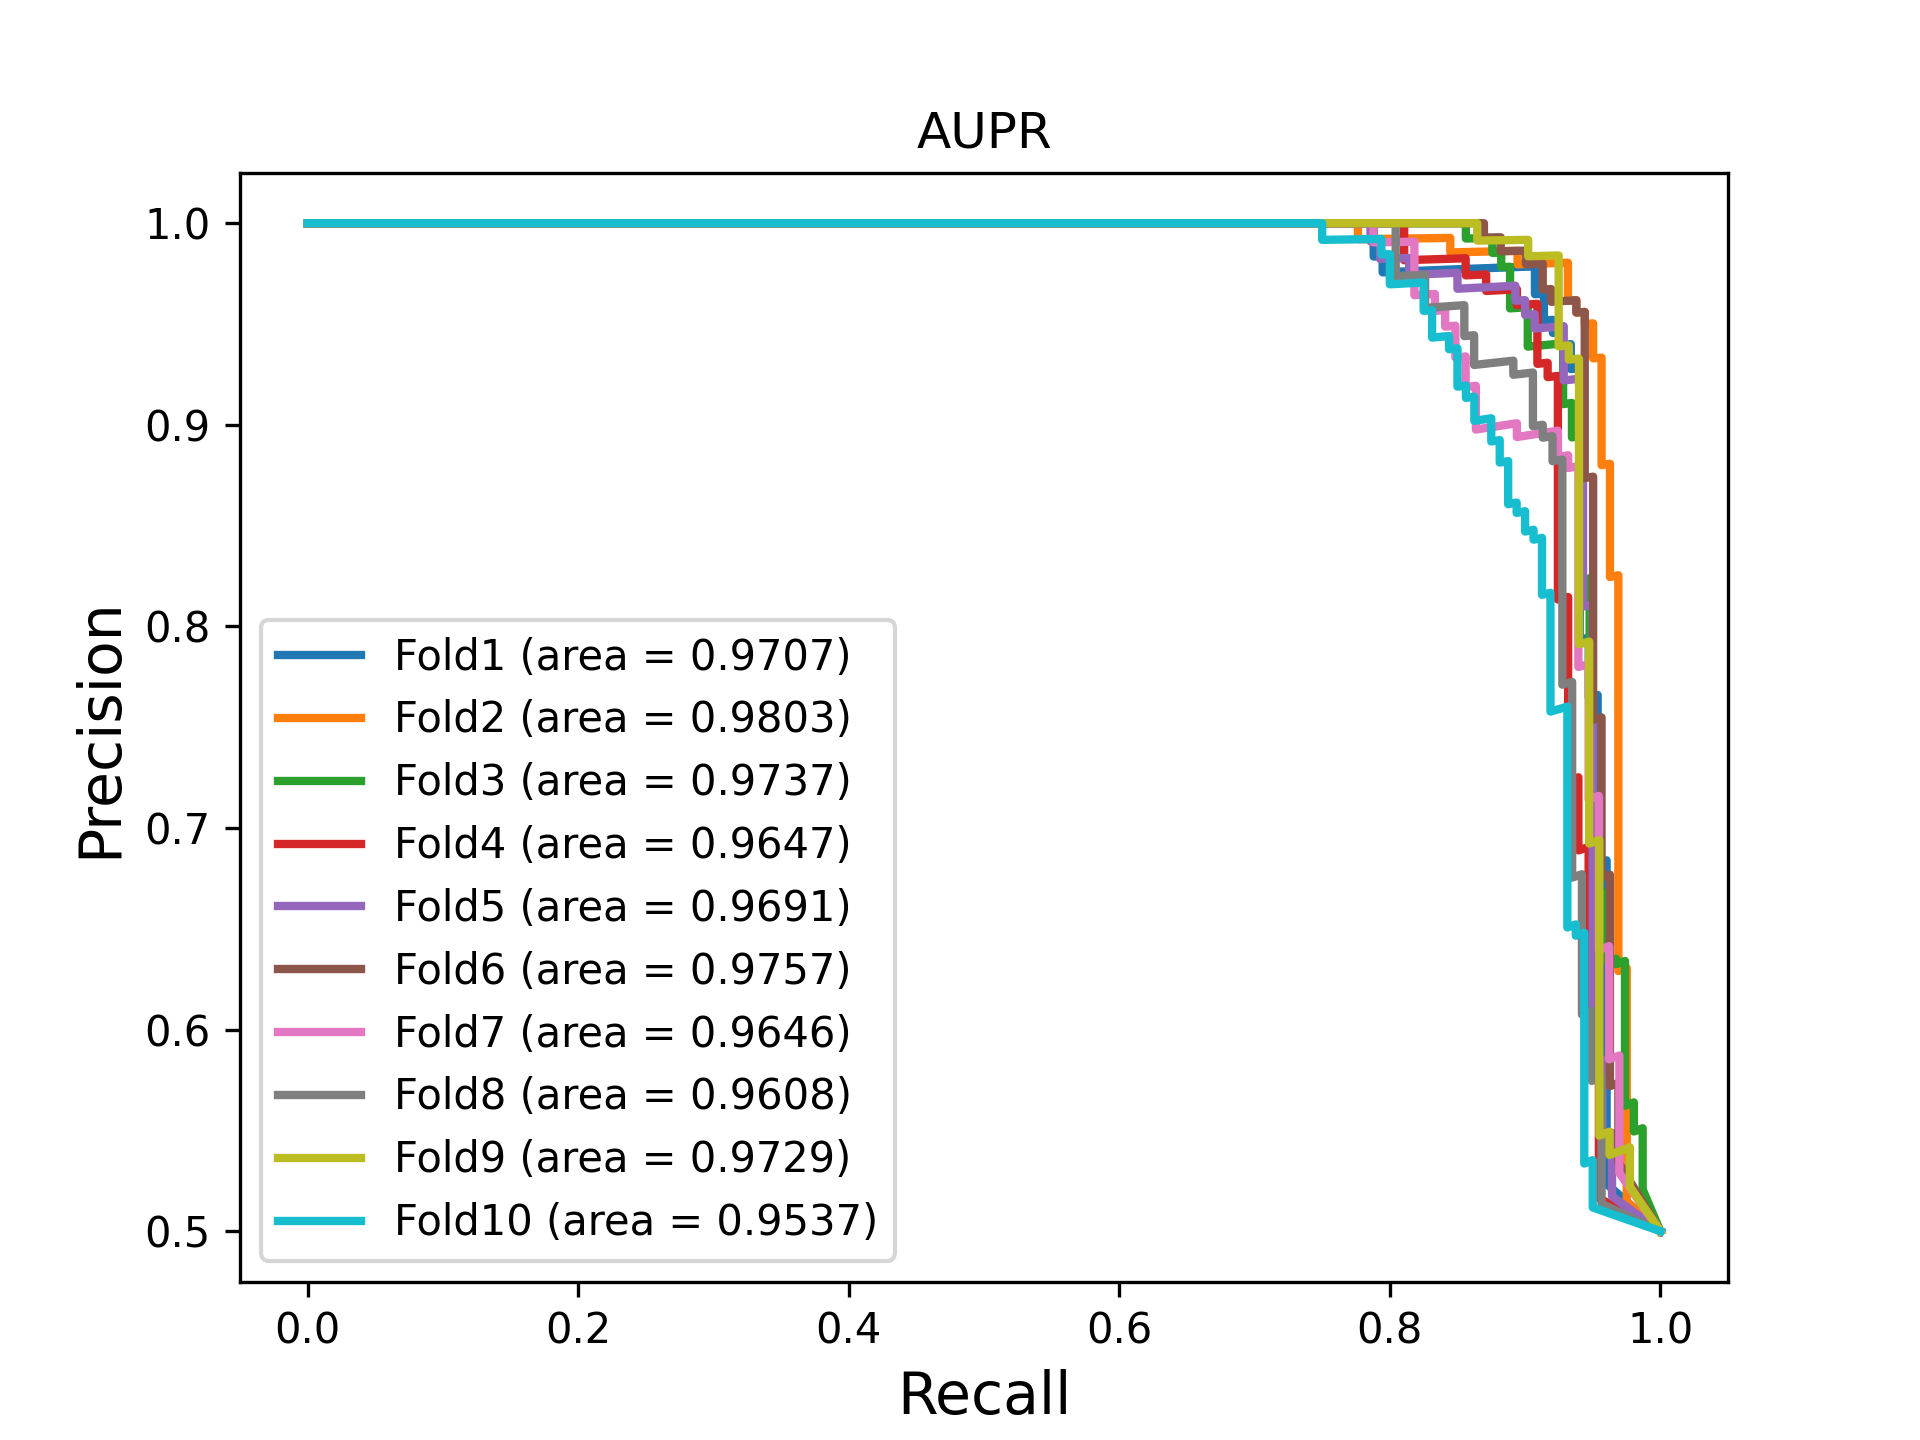 AUPR
1.0
0.9
0.8
0.7
0.6
0.5
Precision
Fold1 (area = 0.9707)
Fold2 (area = 0.9803)
Fold3 (area = 0.9737)
Fold4 (area = 0.9647)
Fold5 (area = 0.9691)
Fold6 (area = 0.9757)
Fold7 (area = 0.9646)
Fold8 (area = 0.9608)
Fold9 (area = 0.9729)
Fold10 (area = 0.9537)
0.0 0.2 0.4 0.6 0.8 1.0
Recall